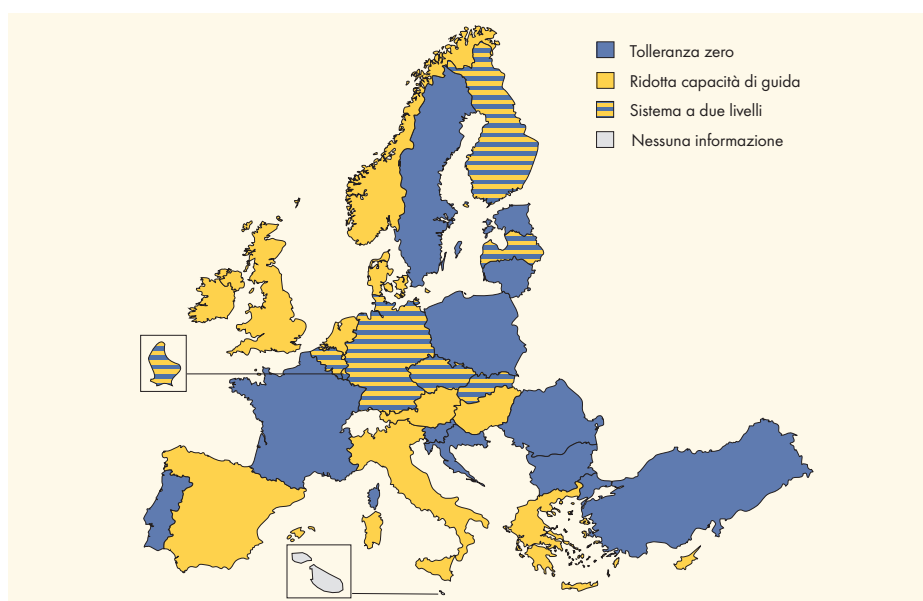 Tolleranza zero
Ridotta capacità di guida
Sistema a due livelli
Nessuna informazione